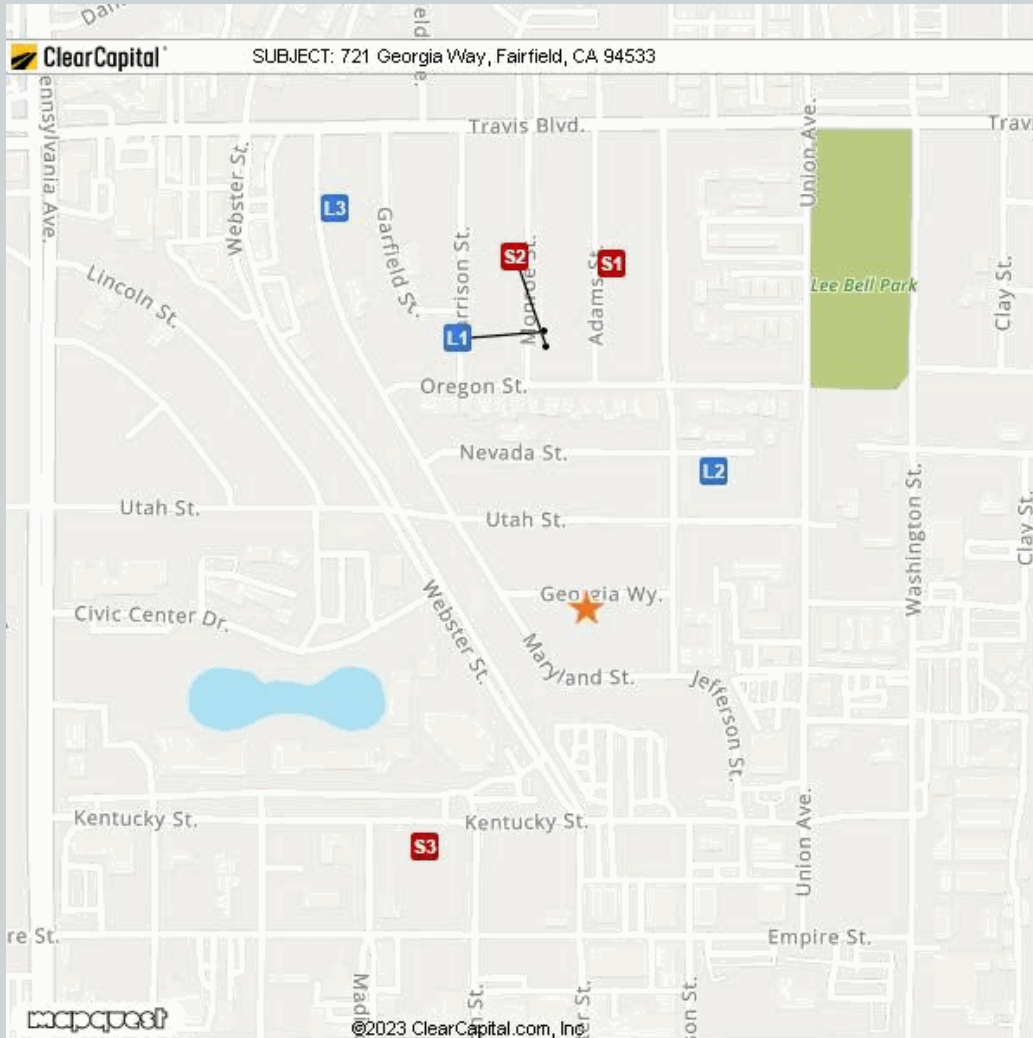 ClearCapital
SUBJECT: 721 Georgia Way, Fairfield, CA 94533
Travis Blvd.
Union Ave.
Webster St.
L3
Garfield St.
S2
S1
Adams St.
Lee Bell Park
Clay St.
Lincoln St.
L1
Oregon St.
Nevada St.
L2
Utah St.
Utah St.
Washington St.
Clay St.
Georgia Wy.
Civic Center Dr.
Webster St.
Maryland St.
Jefferson St.
Kentucky St.
Kentucky St.
S3
Union Ave.
Empire St.
mapquest
©2023 ClearCapital.com, Inc